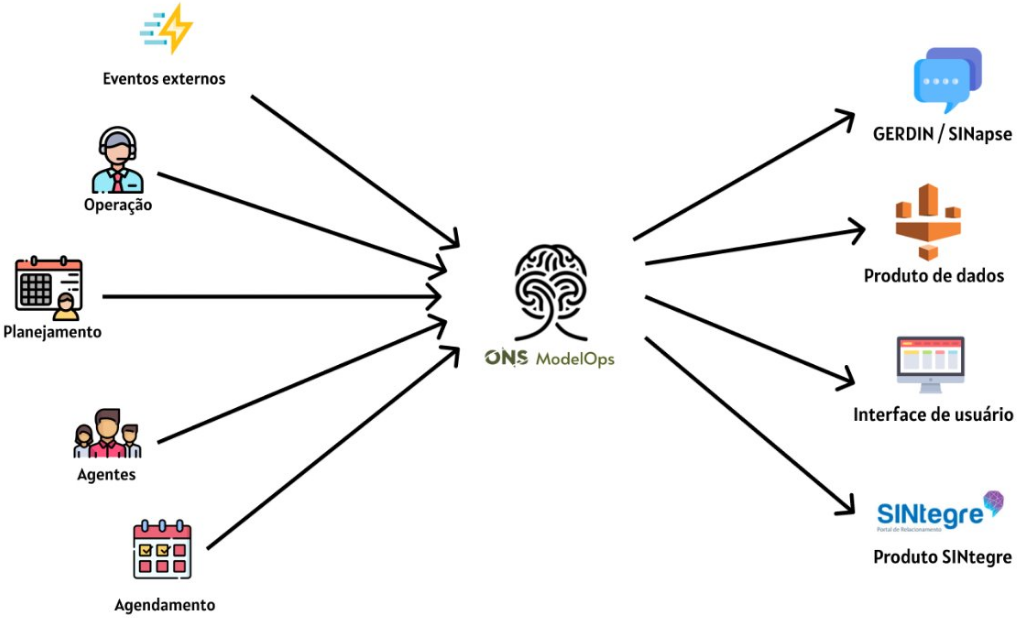 Eventos externos
Operação
Planejamento
Agentes
Agendamento
ONS ModelOps
GERDIN / SINapse
Produto de dados
Interface de usuário
SINtegre
Portal de Relacionamento
Produto SINtegre